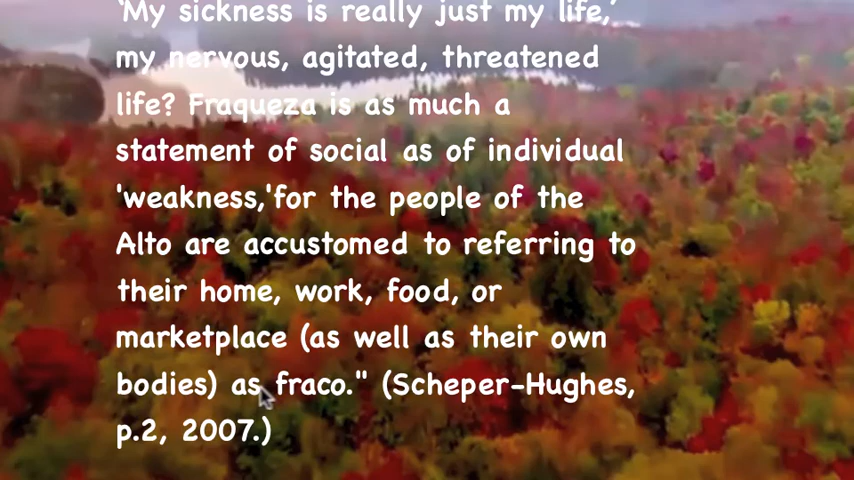 'My sickness is really just my life,'
my nervous, agitated, threatened
life? Fraqueza is as much a
statement of social as of individual
'weakness,'for the people of the
Alto are accustomed to referring to
their home, work, food, or
marketplace (as well as their own
bodies) as fraco." (Scheper-Hughes,
p.2, 2007.)